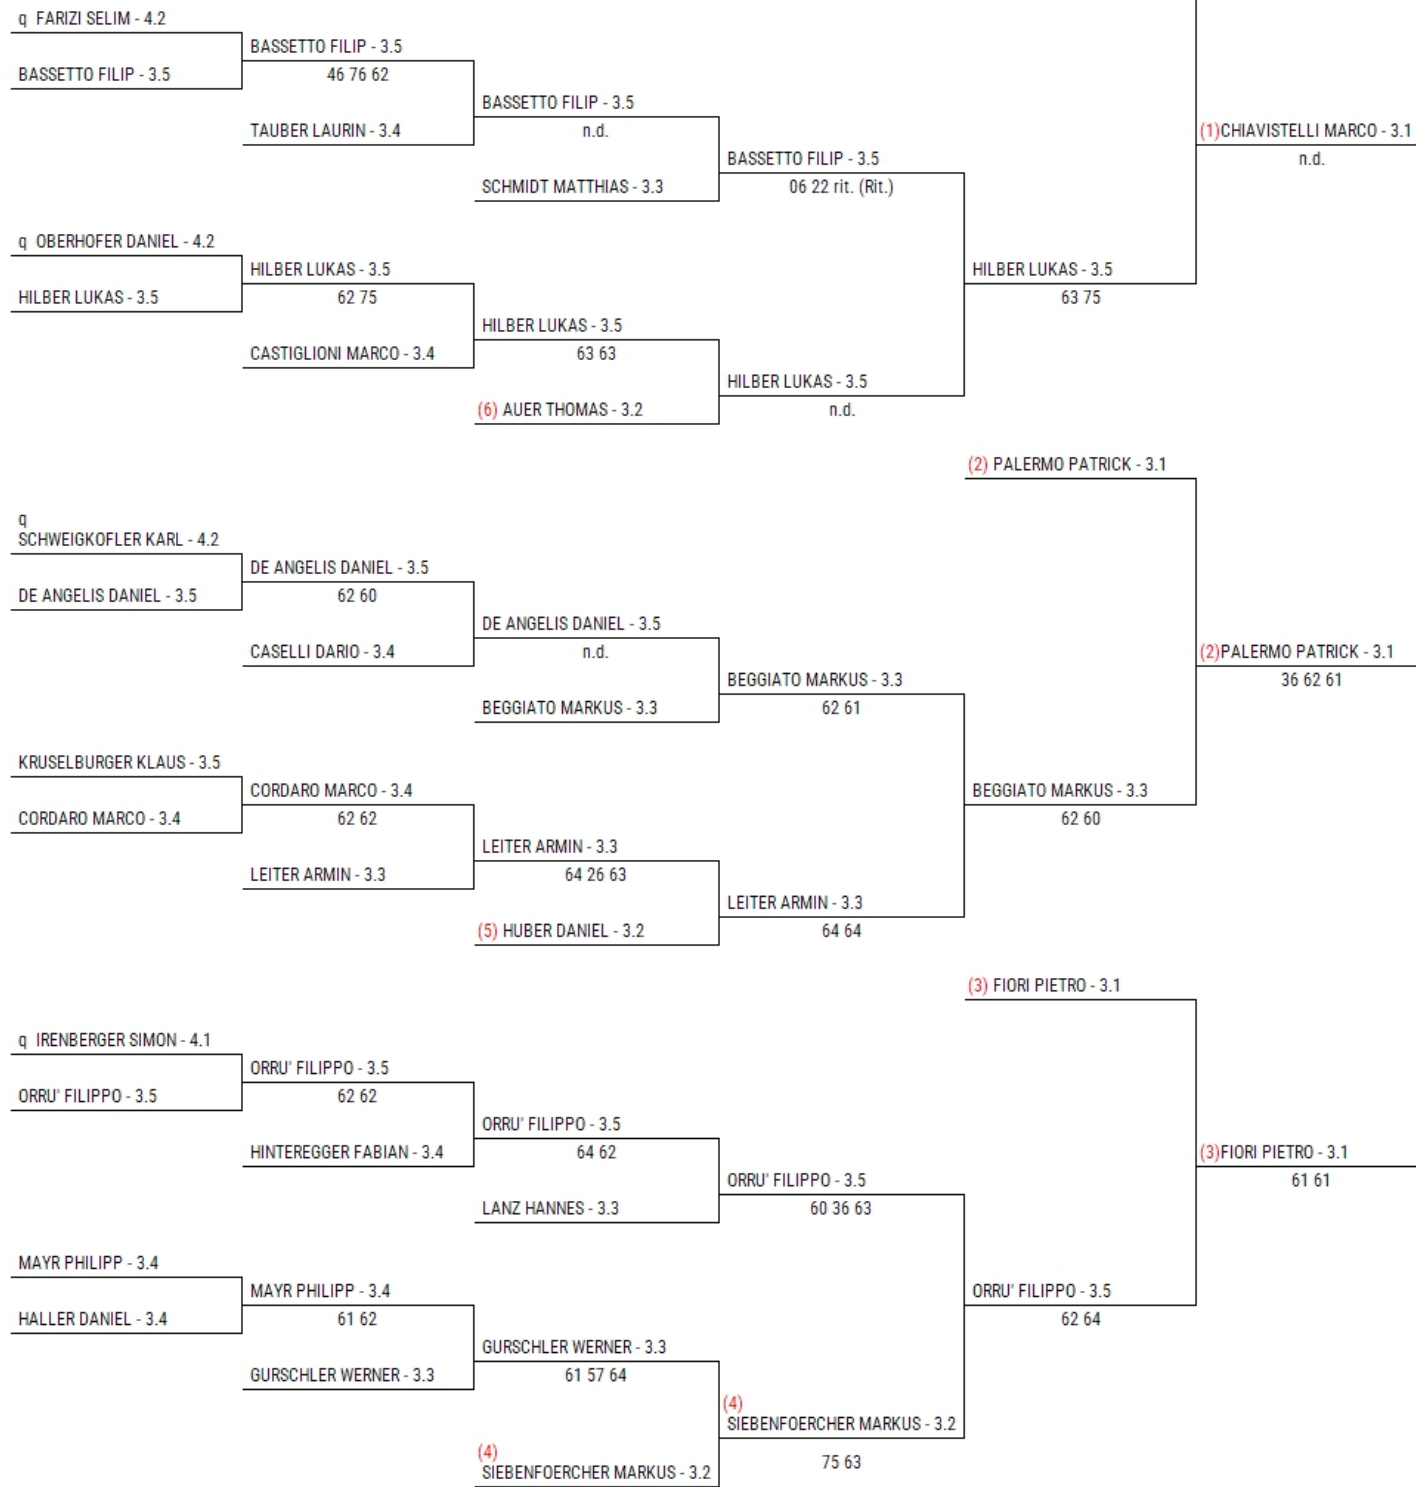 q FARIZI SELIM - 4.2
BASSETTO FILIP - 3.5
BASSETTO FILIP - 3.5
46 76 62
TAUBER LAURIN - 3.4
BASSETTO FILIP - 3.5
n.d.
SCHMIDT MATTHIAS - 3.3
BASSETTO FILIP - 3.5
06 22 rit. (Rit.)
(1)CHIAVISTELLI MARCO - 3.1
n.d.
q OBERHOFER DANIEL - 4.2
HILBER LUKAS - 3.5
HILBER LUKAS - 3.5
62 75
CASTIGLIONI MARCO - 3.4
HILBER LUKAS - 3.5
63 63
(6) AUER THOMAS - 3.2
HILBER LUKAS - 3.5
n.d.
HILBER LUKAS - 3.5
63 75
(2) PALERMO PATRICK - 3.1
q
SCHWEIGKOFLER KARL - 4.2
DE ANGELIS DANIEL - 3.5
DE ANGELIS DANIEL - 3.5
62 60
CASELLI DARIO - 3.4
DE ANGELIS DANIEL - 3.5
n.d.
BEGGIATO MARKUS - 3.3
BEGGIATO MARKUS - 3.3
62 61
(2)PALERMO PATRICK - 3.1
36 62 61
KRUSELBURGER KLAUS - 3.5
CORDARO MARCO - 3.4
CORDARO MARCO - 3.4
62 62
LEITER ARMIN - 3.3
LEITER ARMIN - 3.3
64 26 63
(5) HUBER DANIEL - 3.2
LEITER ARMIN - 3.3
64 64
BEGGIATO MARKUS - 3.3
62 60
(3) FIORI PIETRO - 3.1
q IRENBERGER SIMON - 4.1
ORRU' FILIPPO - 3.5
ORRU' FILIPPO - 3.5
62 62
HINTEREGGER FABIAN - 3.4
ORRU' FILIPPO - 3.5
64 62
LANZ HANNES - 3.3
ORRU' FILIPPO - 3.5
60 36 63
(3)FIORI PIETRO - 3.1
61 61
MAYR PHILIPP - 3.4
HALLER DANIEL - 3.4
MAYR PHILIPP - 3.4
61 62
GURSCHLER WERNER - 3.3
GURSCHLER WERNER - 3.3
61 57 64
(4)
SIEBENFOERCHER MARKUS - 3.2
(4)
SIEBENFOERCHER MARKUS - 3.2
75 63
ORRU' FILIPPO - 3.5
62 64